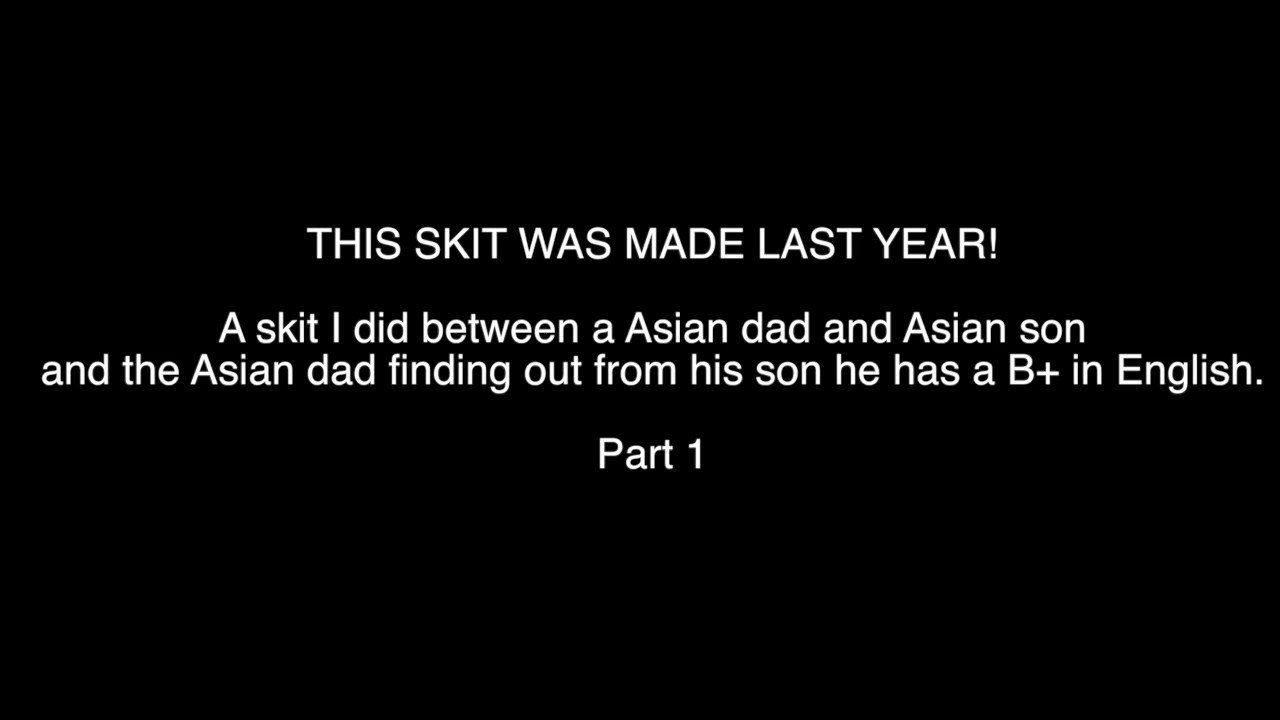 THIS SKIT WAS MADE LAST YEAR!
A skit I did between a Asian dad and Asian son
and the Asian dad finding out from his son he has a B+ in English.
Part 1